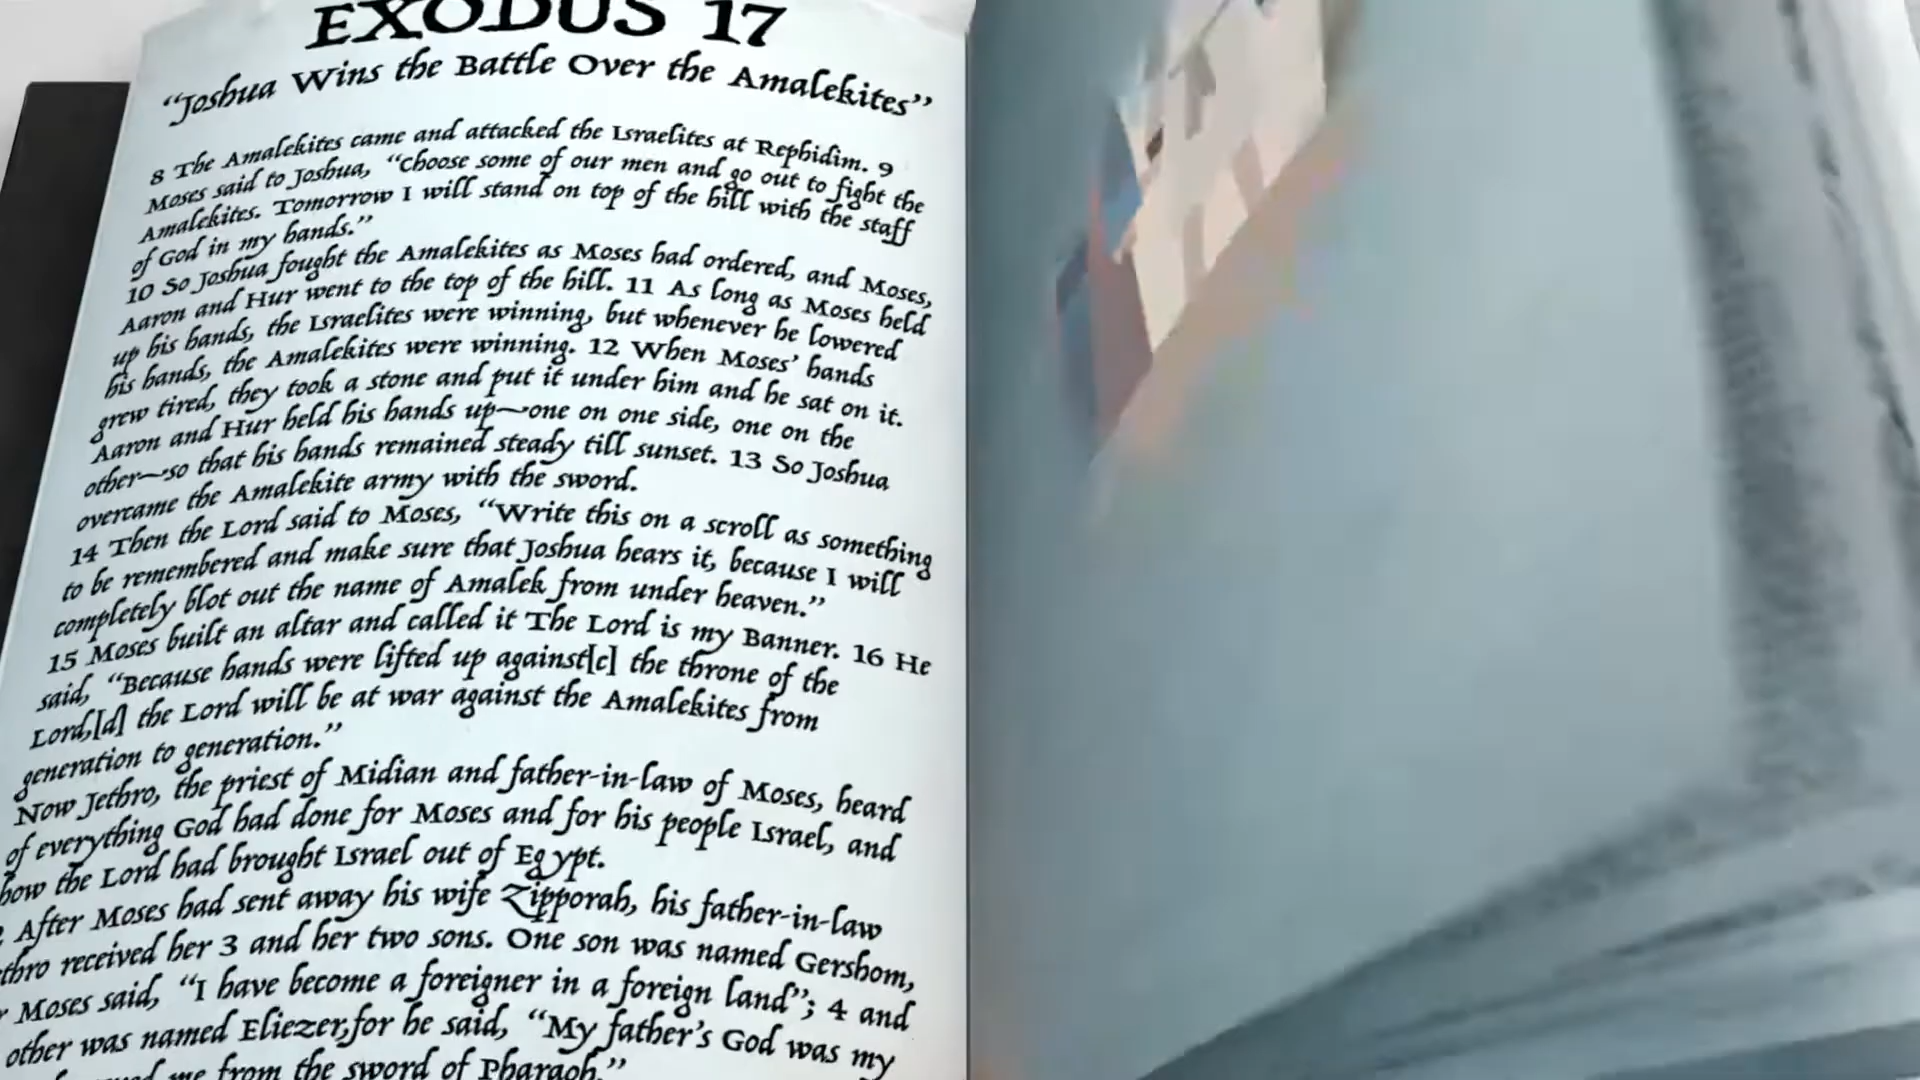 EXODUS 17
“Joshua Wins the Battle Over the Amalekites”
8 The Amalekites came and attacked the Israelites at Rephidim. 9
Moses said to Joshua, “Choose some of our men and go out to fight the
Amalekites. Tomorrow I will stand on top of the hill with the staff
of God in my hands.”
10 So Joshua fought the Amalekites as Moses had ordered, and Moses,
Aaron and Hur went to the top of the hill. 11 As long as Moses held
up his hands, the Israelites were winning, but whenever he lowered
his hands, the Amalekites were winning. 12 When Moses’ hands
grew tired, they took a stone and put it under him and he sat on it.
Aaron and Hur held his hands up—one on one side, one on the
other—so that his hands remained steady till sunset. 13 So Joshua
overcame the Amalekite army with the sword.
14 Then the Lord said to Moses, “Write this on a scroll as something
to be remembered and make sure that Joshua hears it, because I will
completely blot out the name of Amalek from under heaven.”
15 Moses built an altar and called it The Lord is my Banner. 16 He
said, “Because hands were lifted up against[c] the throne of the
Lord,[d] the Lord will be at war against the Amalekites from
generation to generation.”
Now Jethro, the priest of Midian and father-in-law of Moses, heard
of everything God had done for Moses and for his people Israel, and
how the Lord had brought Israel out of Egypt.
After Moses had sent away his wife Zipporah, his father-in-law
received her 3 and her two sons. One son was named Gershom,
Moses said, “I have become a foreigner in a foreign land”; 4 and
other was named Eliezer,for he said, “My father’s God was my
me from the sword of Pharaoh.”